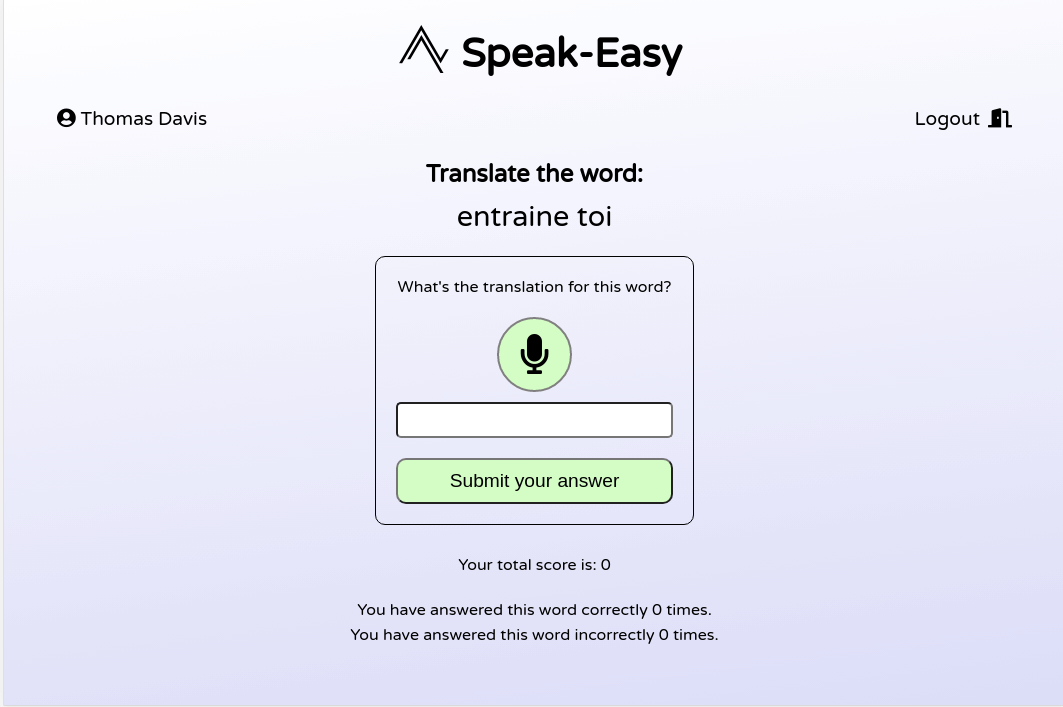 Speak-Easy
Thomas Davis
Logout
Translate the word:
entraine toi
What's the translation for this word?
Submit your answer
Your total score is: 0
You have answered this word correctly 0 times.
You have answered this word incorrectly 0 times.